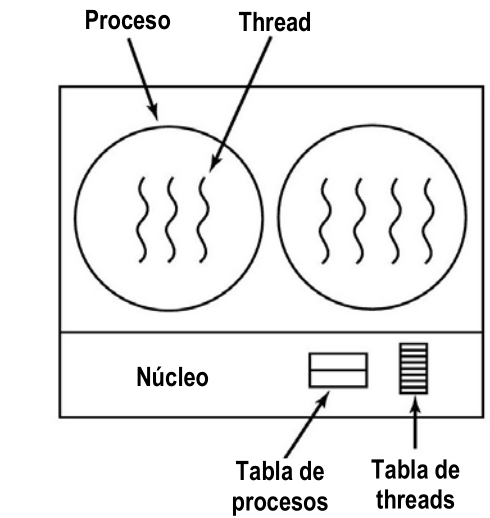 Proceso
Thread
Núcleo
Tabla de
procesos
Tabla de
threads